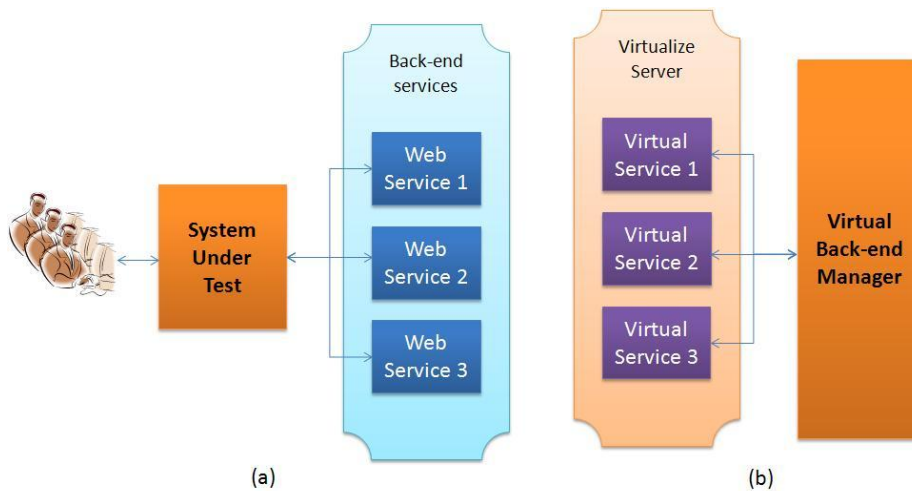 Back-end
services
Web
Service 1
Web
Service 2
Web
Service 3
System
Under
Test
(a)
Virtualize
Server
Virtual
Service 1
Virtual
Service 2
Virtual
Service 3
Virtual
Back-end
Manager
(b)